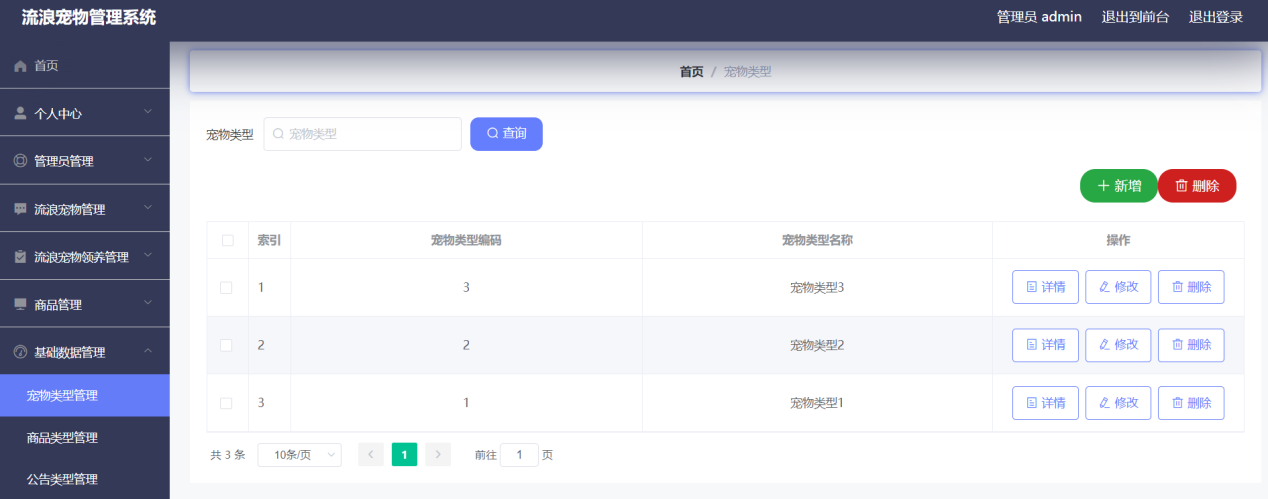 流浪宠物管理系统
管理员 admin 退出到前台 退出登录
首页
个人中心
管理员管理
流浪宠物管理
流浪宠物领养管理
商品管理
基础数据管理
宠物类型管理
商品类型管理
公告类型管理
首页 / 宠物类型
宠物类型 宠物类型 查询
新增 删除
索引 宠物类型编码 宠物类型名称 操作
1 3 宠物类型3 详情 修改 删除
2 2 宠物类型2 详情 修改 删除
3 1 宠物类型1 详情 修改 删除
共 3 条 10条/页 1 前往 1 页